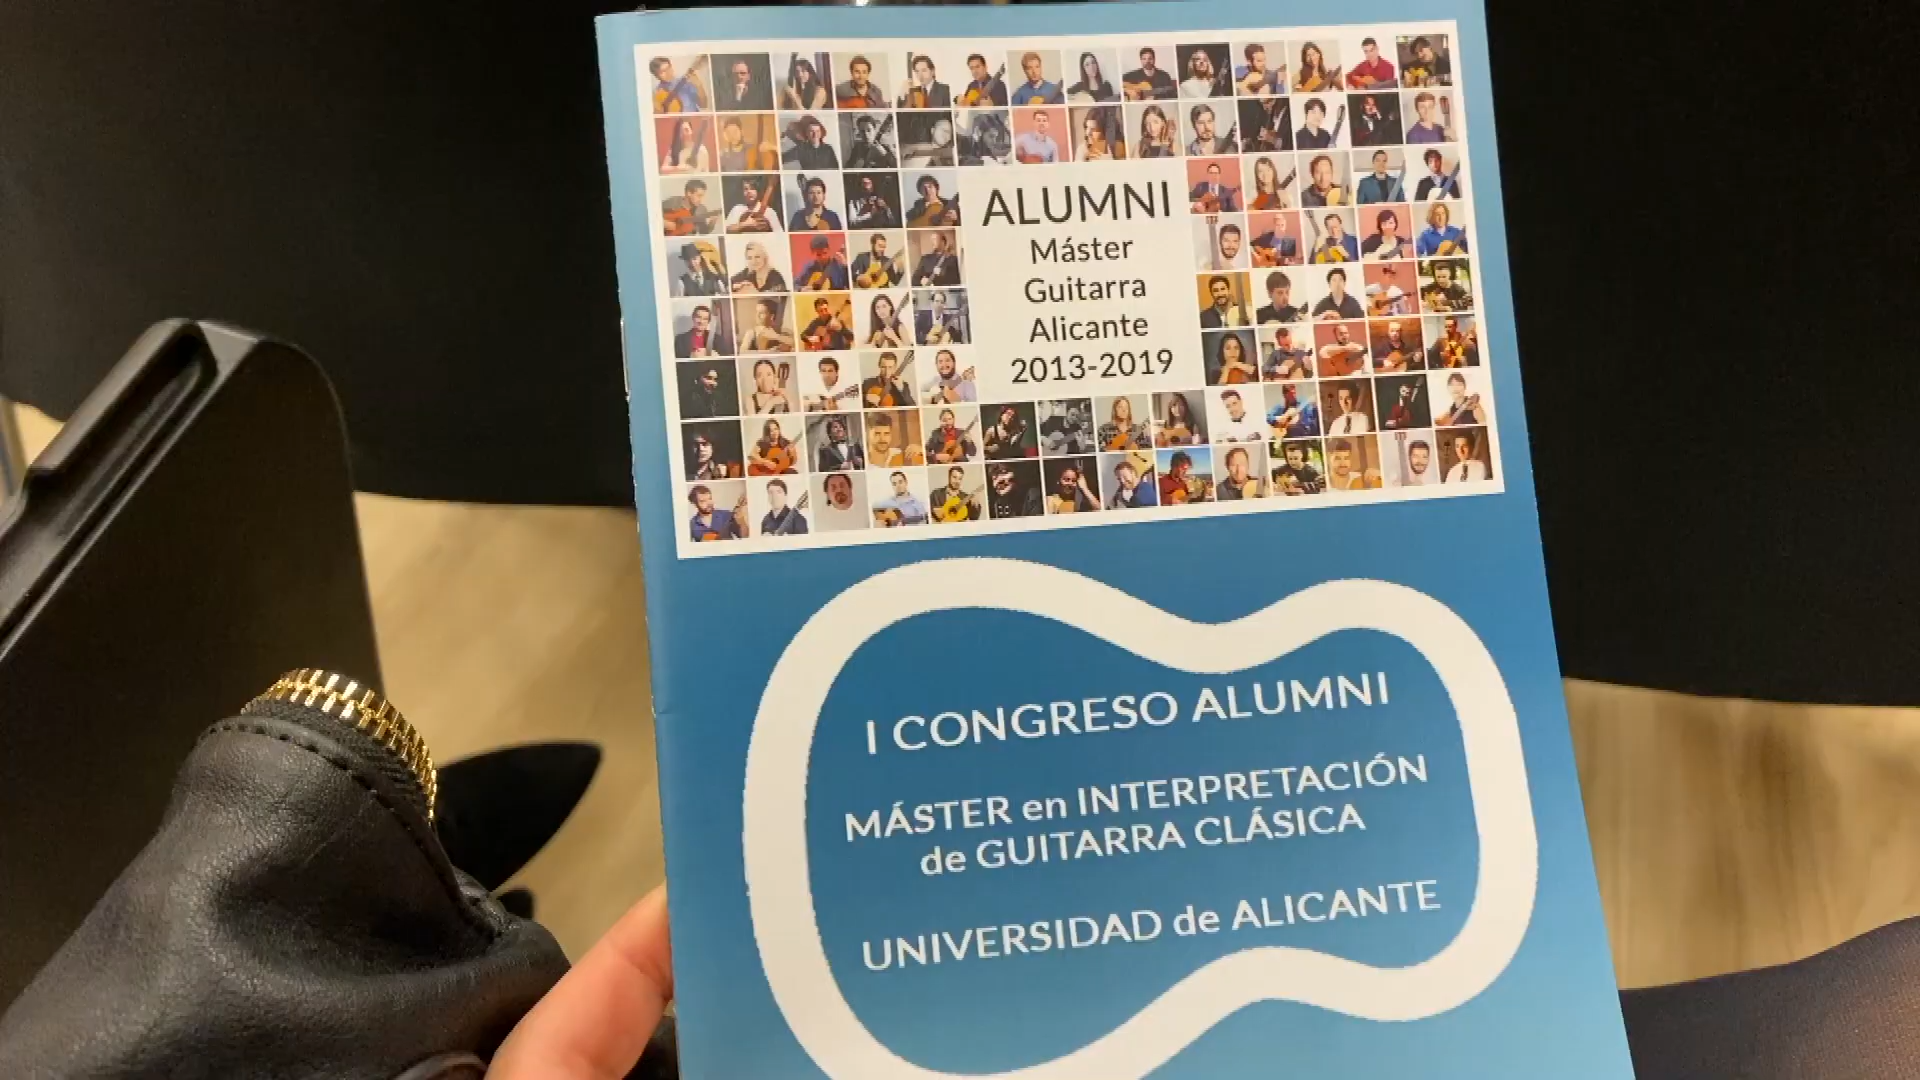 ALUMNI
Máster
Guitarra
Alicante
2013-2019
I CONGRESO ALUMNI
MÁSTER en INTERPRETACIÓN
de GUITARRA CLÁSICA
UNIVERSIDAD de ALICANTE